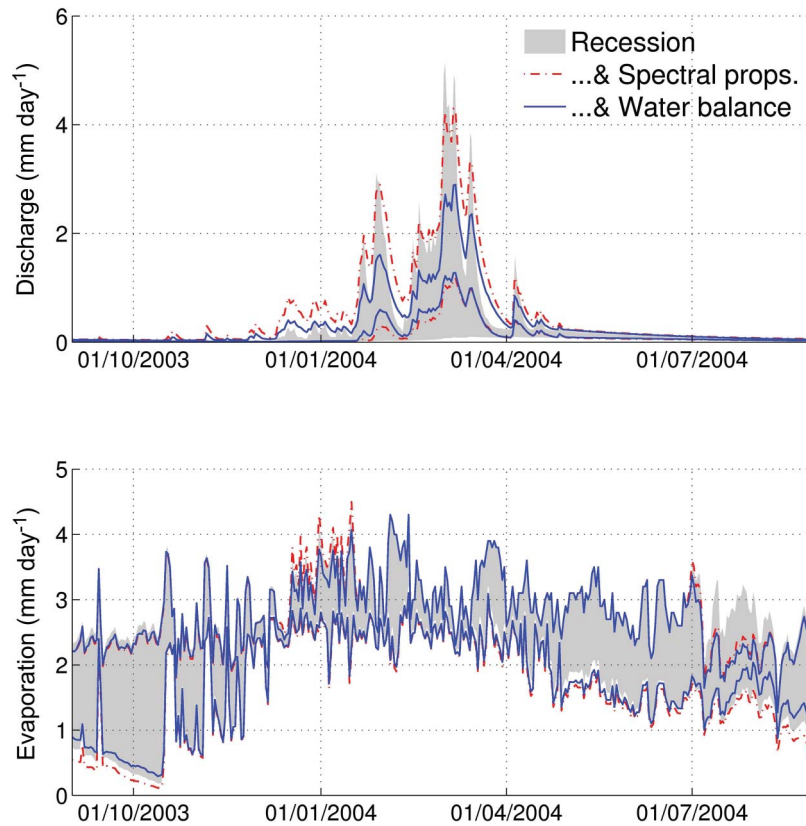 6
Recession
...& Spectral props.
...& Water balance
4
2
0
Discharge (mm day-1)
01/10/2003 01/01/2004 01/04/2004 01/07/2004
5
4
3
2
1
0
Evaporation (mm day-1)
01/10/2003 01/01/2004 01/04/2004 01/07/2004